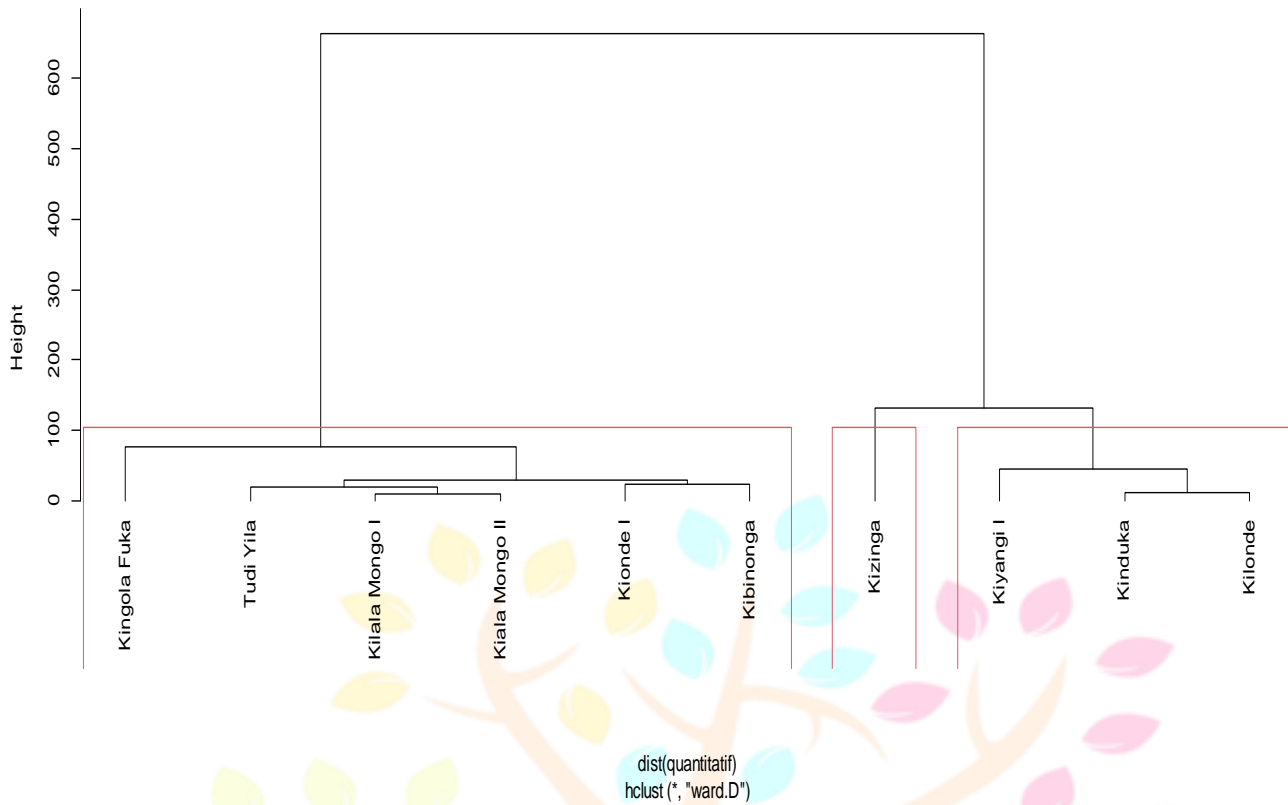 Height
600
500
400
300
200
100
0
Kingola Fuka
Tudi Yila
Kilala Mongo I
Kiala Mongo II
Kionde I
Kibinonga
Kizinga
Kiyangi I
Kinduka
Kilonde
dist(quantitatif)
hclust (*, "ward.D")